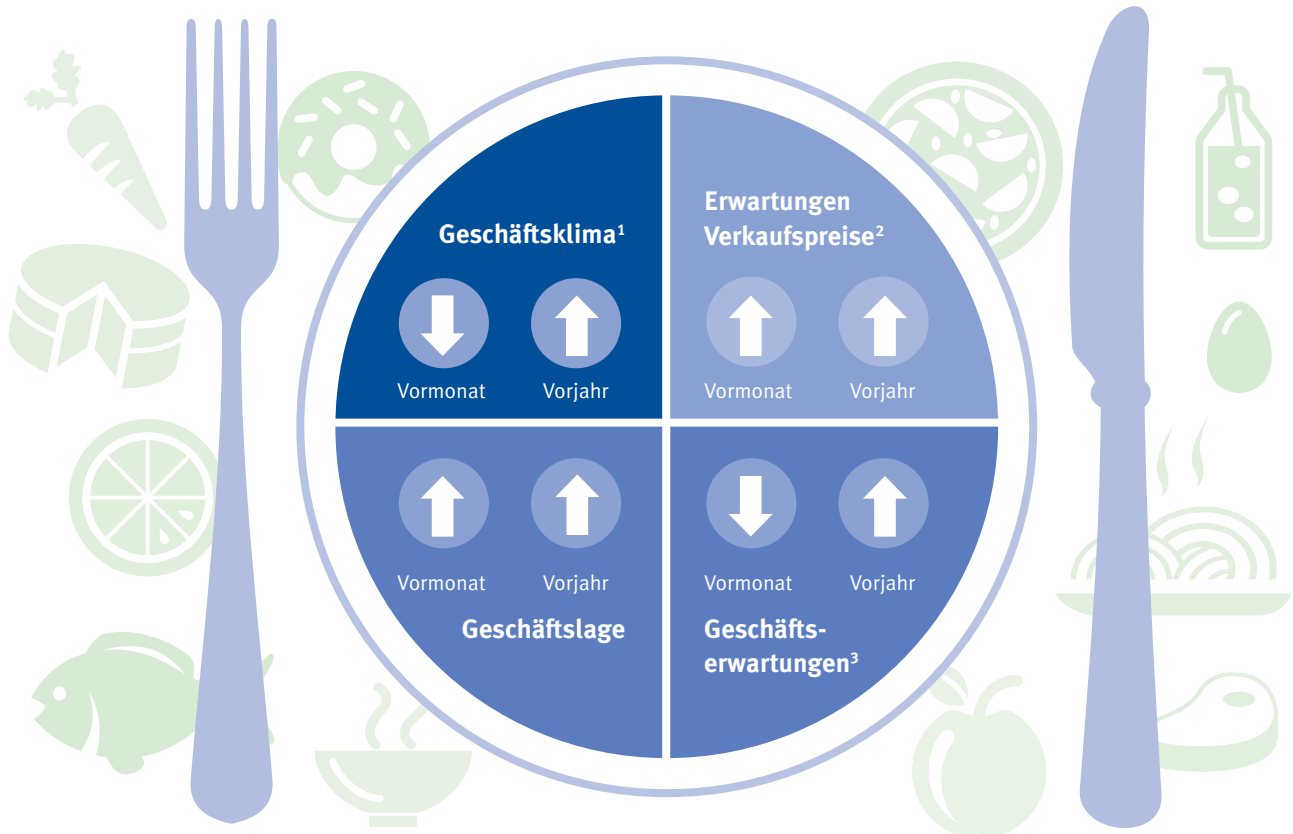 Geschäftsklima¹
Vormonat Vorjahr
Erwartungen
Verkaufspreise²
Vormonat Vorjahr
Vormonat Vorjahr
Geschäftslage
Vormonat Vorjahr
Geschäfts-
erwartungen³